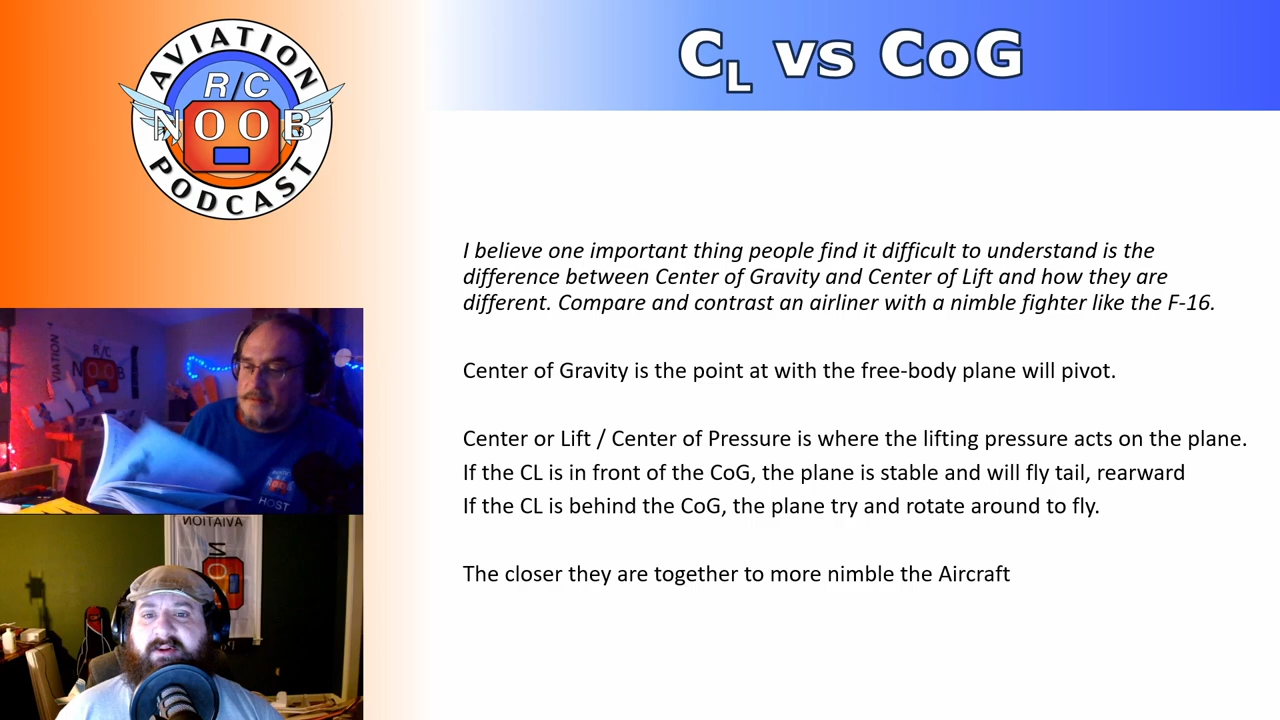 AVIATION
R/C
NOOB
PODCAST
CL vs CoG
I believe one important thing people find it difficult to understand is the
difference between Center of Gravity and Center of Lift and how they are
different. Compare and contrast an airliner with a nimble fighter like the F-16.
Center of Gravity is the point at with the free-body plane will pivot.
Center or Lift / Center of Pressure is where the lifting pressure acts on the plane.
If the CL is in front of the CoG, the plane is stable and will fly tail, rearward
If the CL is behind the CoG, the plane try and rotate around to fly.
The closer they are together to more nimble the Aircraft
VIATION
R/C
NOOB
HOST
AVIATION
N